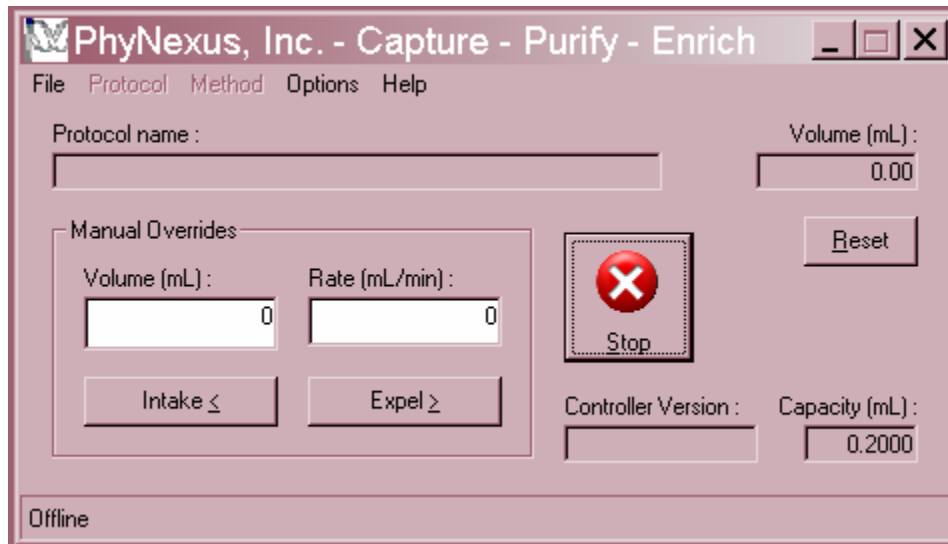 PhyNexus, Inc. - Capture - Purify - Enrich
File Protocol Method Options Help
Protocol name :
Volume (mL) :
0.00
Manual Overrides
Reset
Volume (mL) :
Rate (mL/min) :
0
0
Stop
Intake <
Expel >
Controller Version :
Capacity (mL) :
0.2000
Offline